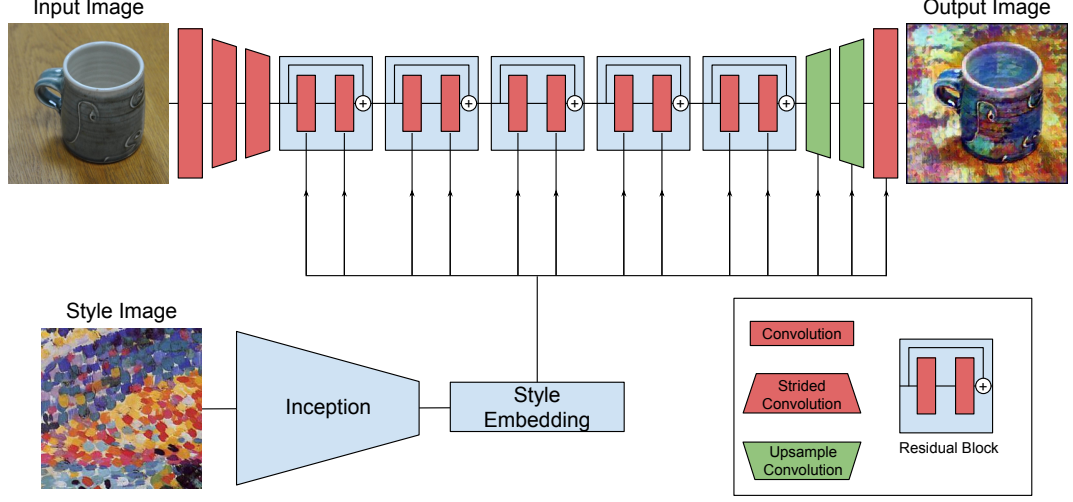 Input Image
Output Image
Style Image
Inception
Style
Embedding
Convolution
Strided
Convolution
Upsample
Convolution
Residual Block